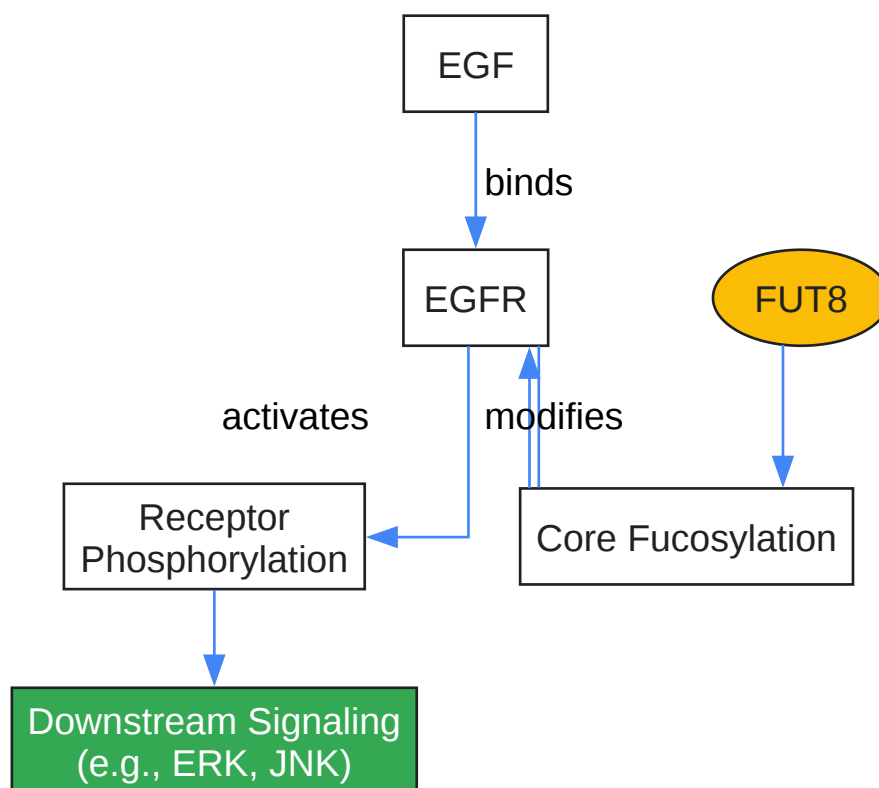 EGF
binds
EGFR
FUT8
activates
modifies
Receptor
Phosphorylation
Core Fucosylation
Downstream Signaling
(e.g., ERK, JNK)